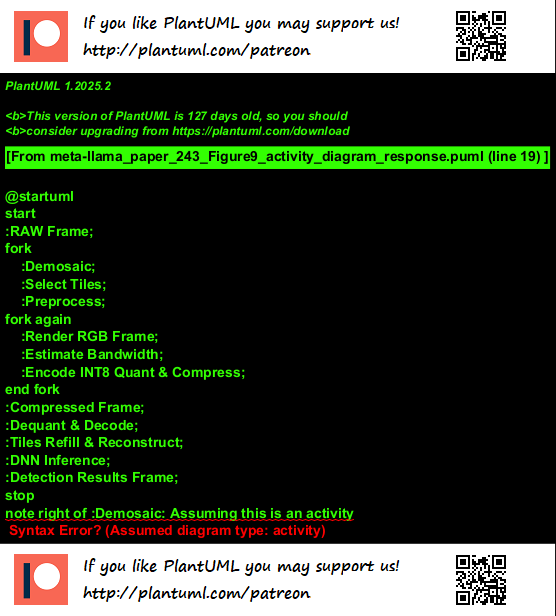 If you like PlantUML you may support us!
http://plantuml.com/patreon
PlantUML 1.2025.2
<b>This version of PlantUML is 127 days old, so you should
<b>consider upgrading from https://plantuml.com/download
[From meta-llama_paper_243_Figure9_activity_diagram_response.puml (line 19) ]
@startuml
start
:RAW Frame;
fork
:Demosaic;
:Select Tiles;
:Preprocess;
fork again
:Render RGB Frame;
:Estimate Bandwidth;
:Encode INT8 Quant & Compress;
end fork
:Compressed Frame;
:Dequant & Decode;
:Tiles Refill & Reconstruct;
:DNN Inference;
:Detection Results Frame;
stop
note right of :Demosaic: Assuming this is an activity
Syntax Error? (Assumed diagram type: activity)
If you like PlantUML you may support us!
http://plantuml.com/patreon